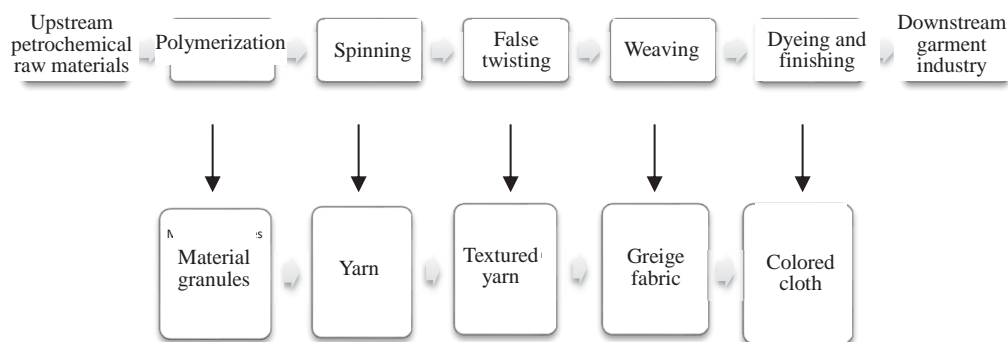 Upstream
petrochemical
raw materials
Polymerization
Spinning
False
twisting
Weaving
Dyeing and
finishing
Downstream
garment
industry
Material
granules
Yarn
Textured
yarn
Greige
fabric
Colored
cloth